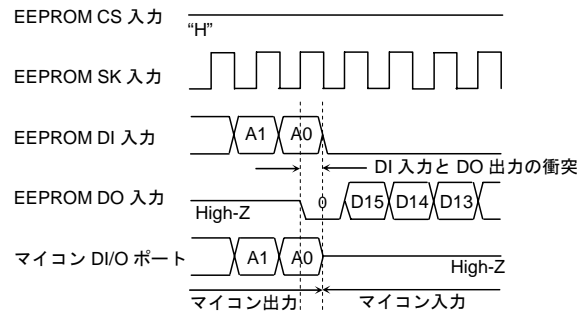 EEPROM CS 入力
“H”
EEPROM SK 入力
EEPROM DI 入力
A1
A0
DI 入力と DO 出力の衝突
EEPROM DO 入力
High-Z
0
D15
D14
D13
マイコン DI/O ポート
A1
A0
High-Z
マイコン出力
マイコン入力